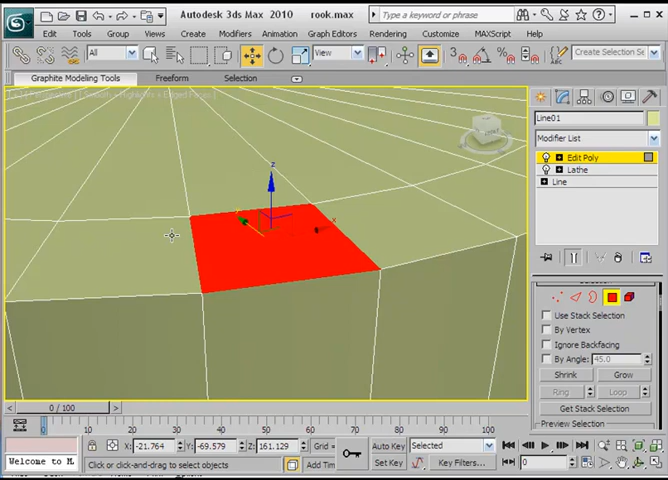 Autodesk 3ds Max 2010 rook.max
Type a keyword or phrase
Edit Tools Group Views Create Modifiers Animation Graph Editors Rendering Customize MAXScript Help
All View Create Selection Se
Graphite Modeling Tools Freeform Selection
Line01
Modifier List
Edit Poly
Lathe
Line
z
x
FRONT
Selection
Use Stack Selection
By Vertex
Ignore Backfacing
By Angle: 45.0
Shrink Grow
Ring Loop
Get Stack Selection
Preview Selection
0 / 100
0 10 20 30 40 50 60 70 80 90 100
X: -21.764 Y: -69.579 Z: 161.129 Grid = Auto Key Selected
Welcome to M Click or click-and-drag to select objects Add Tim Set Key Key Filters... 0